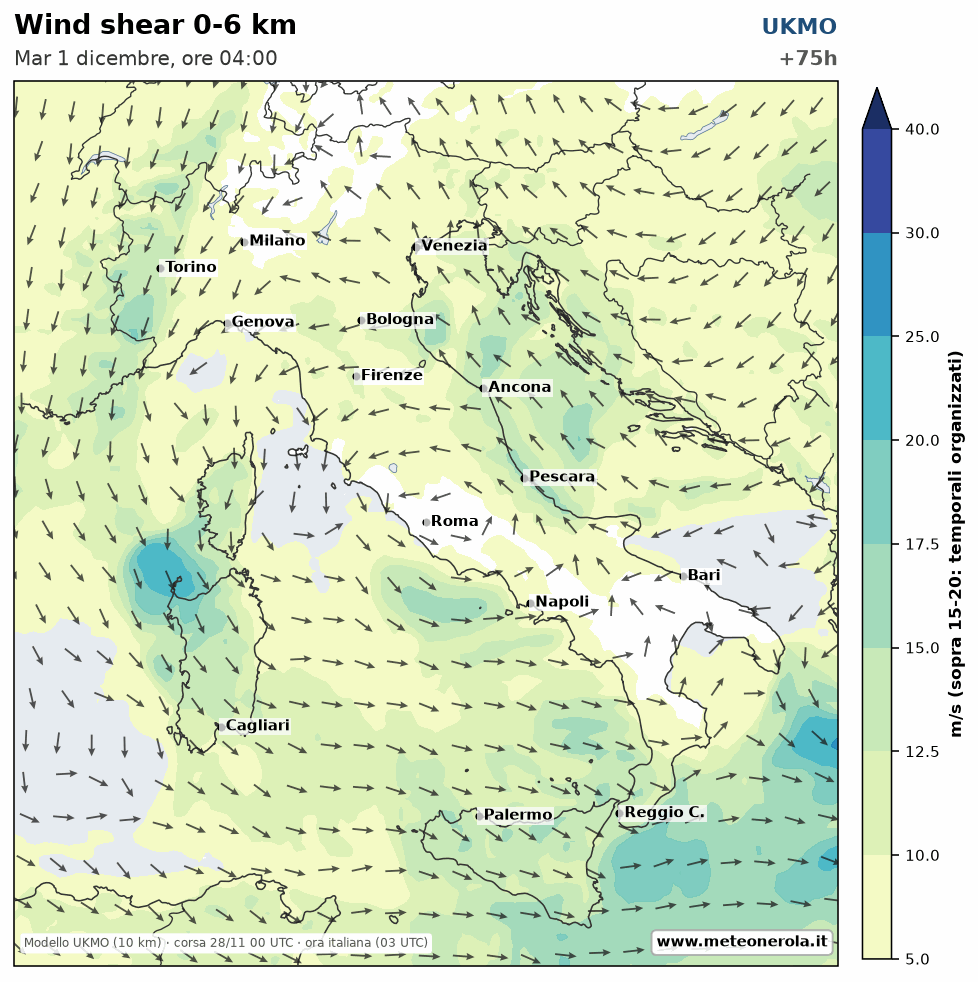 Wind shear 0-6 km
UKMO
Mar 1 dicembre, ore 04:00
+75h
40.0
30.0
25.0
20.0
17.5
15.0
12.5
10.0
5.0
m/s (sopra 15-20: temporali organizzati)
Milano
Venezia
Torino
Genova
Bologna
Firenze
Ancona
Pescara
Roma
Bari
Napoli
Cagliari
Palermo
Reggio C.
Modello UKMO (10 km) · corsa 28/11 00 UTC · ora italiana (03 UTC)
www.meteonerola.it